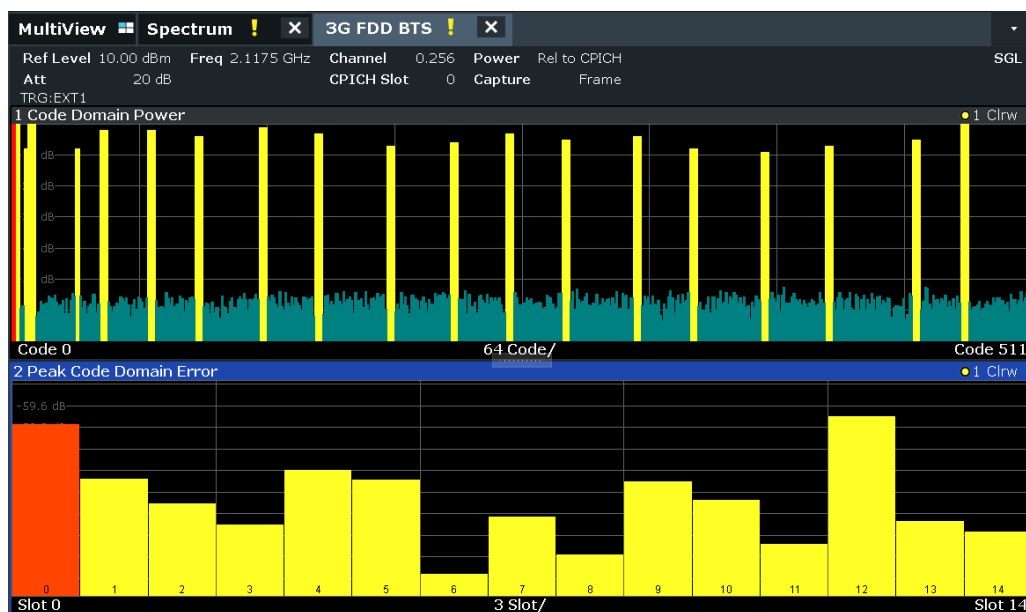 MultiView Spectrum ! X 3G FDD BTS ! X
Ref Level 10.00 dBm Freq 2.1175 GHz Channel 0.256 Power Rel to CPICH SGL
Att 20 dB CPICH Slot 0 Capture Frame
TRG:EXT1
1 Code Domain Power 1 Clrw
dB
dB
dB
dB
dB
Code 0 64 Code/ Code 511
2 Peak Code Domain Error 1 Clrw
-59.6 dB
0 1 2 3 4 5 6 7 8 9 10 11 12 13 14
Slot 0 3 Slot/ Slot 14